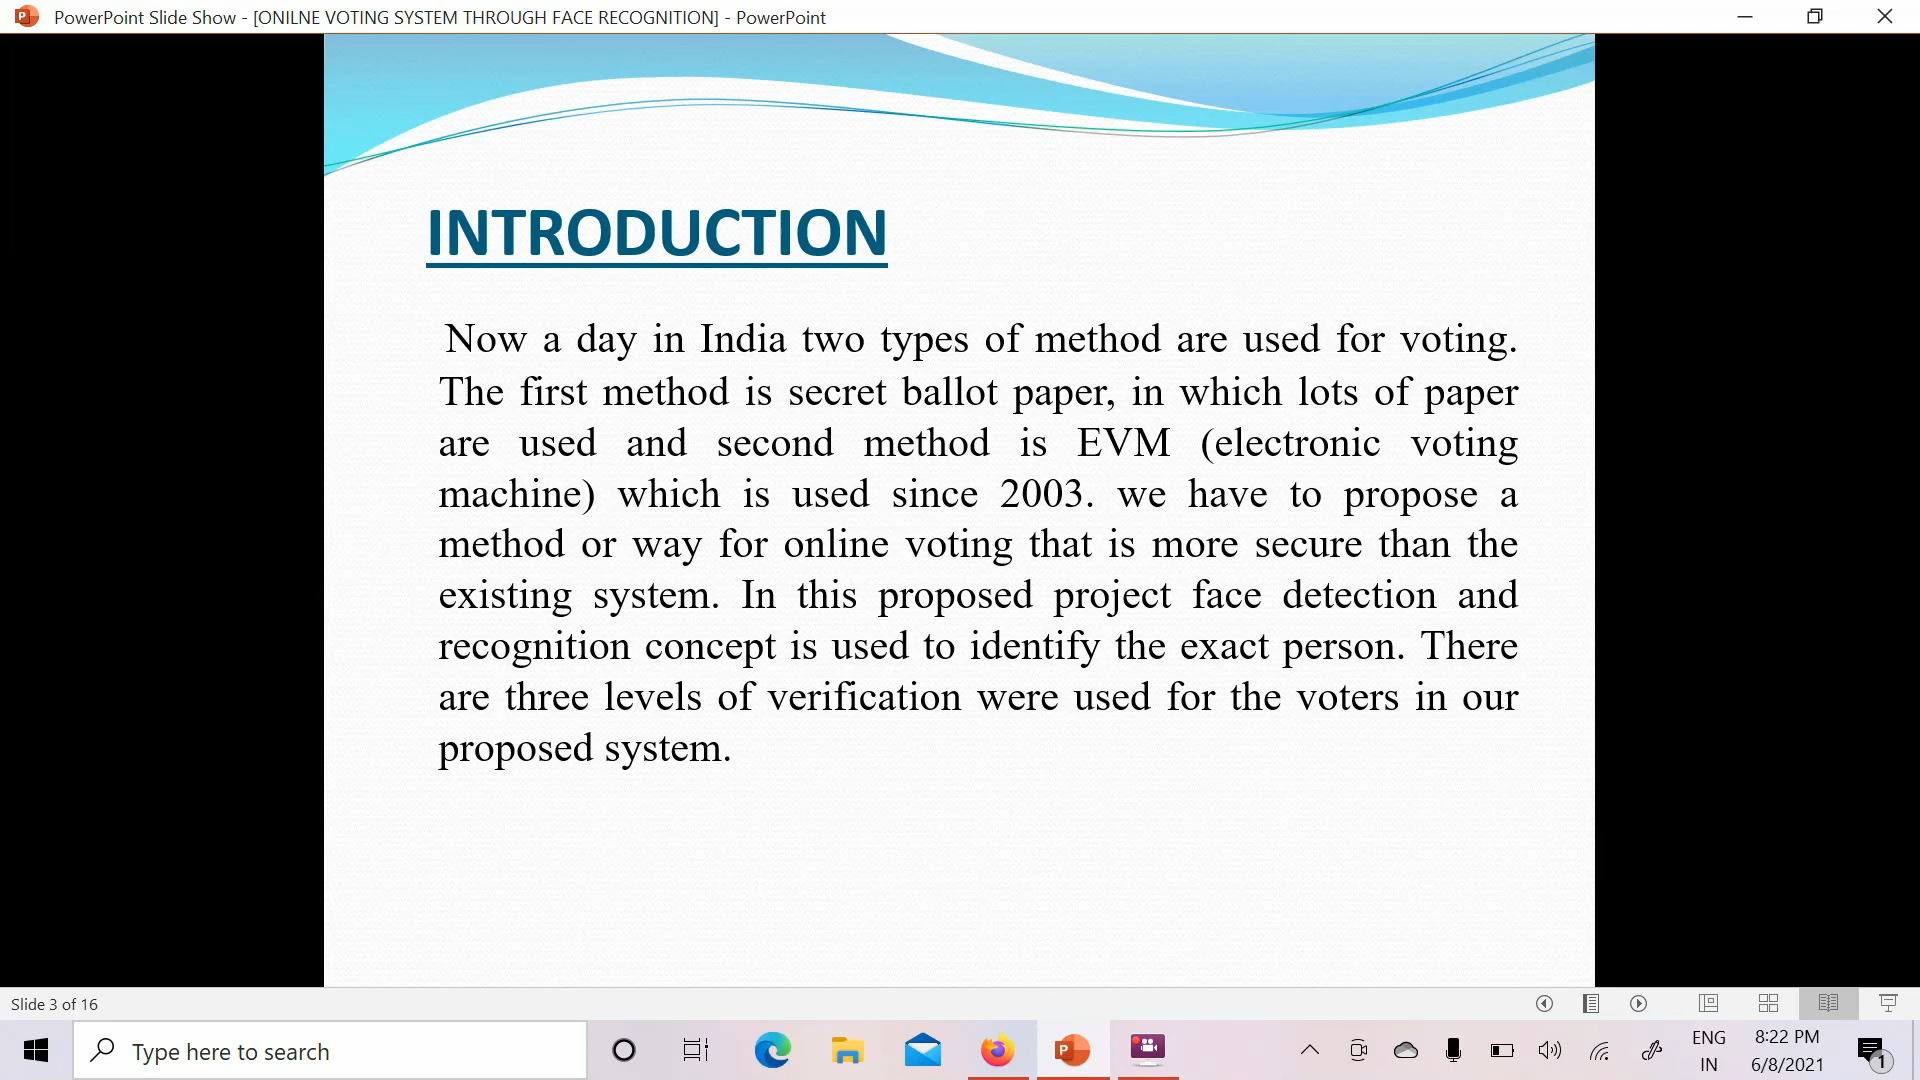 PowerPoint Slide Show - [ONILNE VOTING SYSTEM THROUGH FACE RECOGNITION] - PowerPoint
INTRODUCTION
Now a day in India two types of method are used for voting.
The first method is secret ballot paper, in which lots of paper
are used and second method is EVM (electronic voting
machine) which is used since 2003. we have to propose a
method or way for online voting that is more secure than the
existing system. In this proposed project face detection and
recognition concept is used to identify the exact person. There
are three levels of verification were used for the voters in our
proposed system.
Slide 3 of 16
Type here to search
ENG
IN
8:22 PM
6/8/2021
1